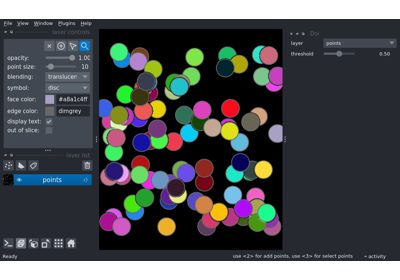 File View Window Plugins Help
layer controls
opacity: 1.00
point size: 10
blending: translucen
symbol: disc
face color: #a8a1c4ff
edge color: dimgrey
display text:
out of slice:
layer list
points
layer points
threshold 0.50
Ready
use <2> for add points, use <3> for select points
activity